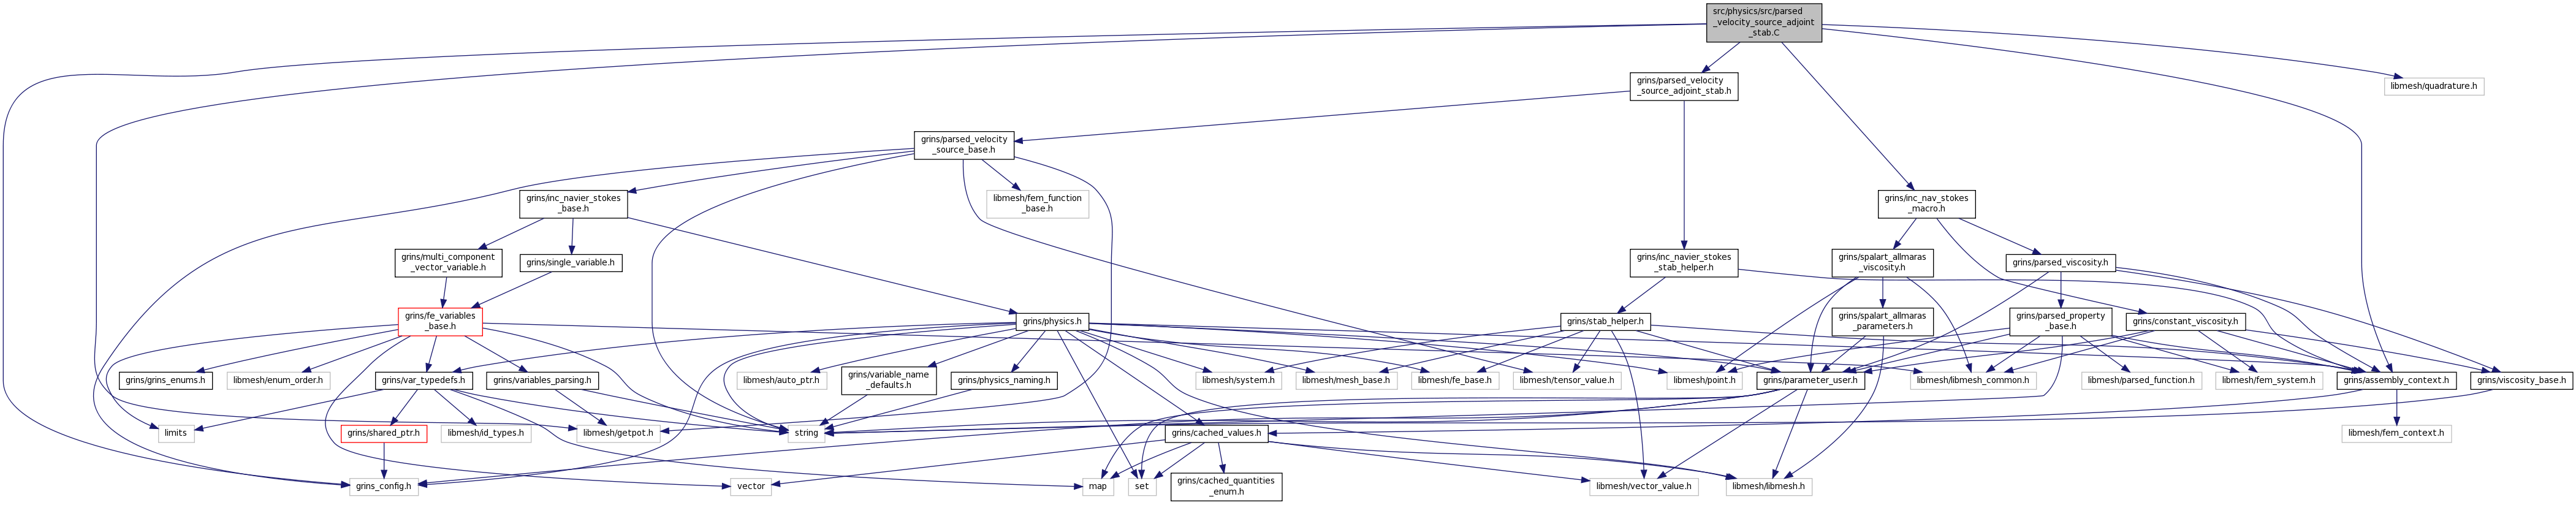 src/physics/src/parsed
_velocity_source_adjoint
_stab.C
grins/parsed_velocity
_source_adjoint_stab.h
libmesh/quadrature.h
grins/parsed_velocity
_source_base.h
grins/inc_navier_stokes
_base.h
libmesh/fem_function
_base.h
grins/inc_nav_stokes
_macro.h
grins/multi_component
_vector_variable.h
grins/single_variable.h
grins/inc_navier_stokes
_stab_helper.h
grins/spalart_allmaras
_viscosity.h
grins/parsed_viscosity.h
grins/fe_variables
_base.h
grins/physics.h
grins/stab_helper.h
grins/spalart_allmaras
_parameters.h
grins/parsed_property
_base.h
grins/constant_viscosity.h
grins/grins_enums.h
libmesh/enum_order.h
grins/var_typedefs.h
grins/variables_parsing.h
libmesh/auto_ptr.h
grins/variable_name
_defaults.h
grins/physics_naming.h
libmesh/system.h
libmesh/mesh_base.h
libmesh/fe_base.h
libmesh/tensor_value.h
libmesh/point.h
grins/parameter_user.h
libmesh/libmesh_common.h
libmesh/parsed_function.h
libmesh/fem_system.h
grins/assembly_context.h
grins/viscosity_base.h
limits
grins/shared_ptr.h
libmesh/id_types.h
libmesh/getpot.h
string
grins/cached_values.h
libmesh/fem_context.h
grins_config.h
vector
map
set
grins/cached_quantities
_enum.h
libmesh/vector_value.h
libmesh/libmesh.h